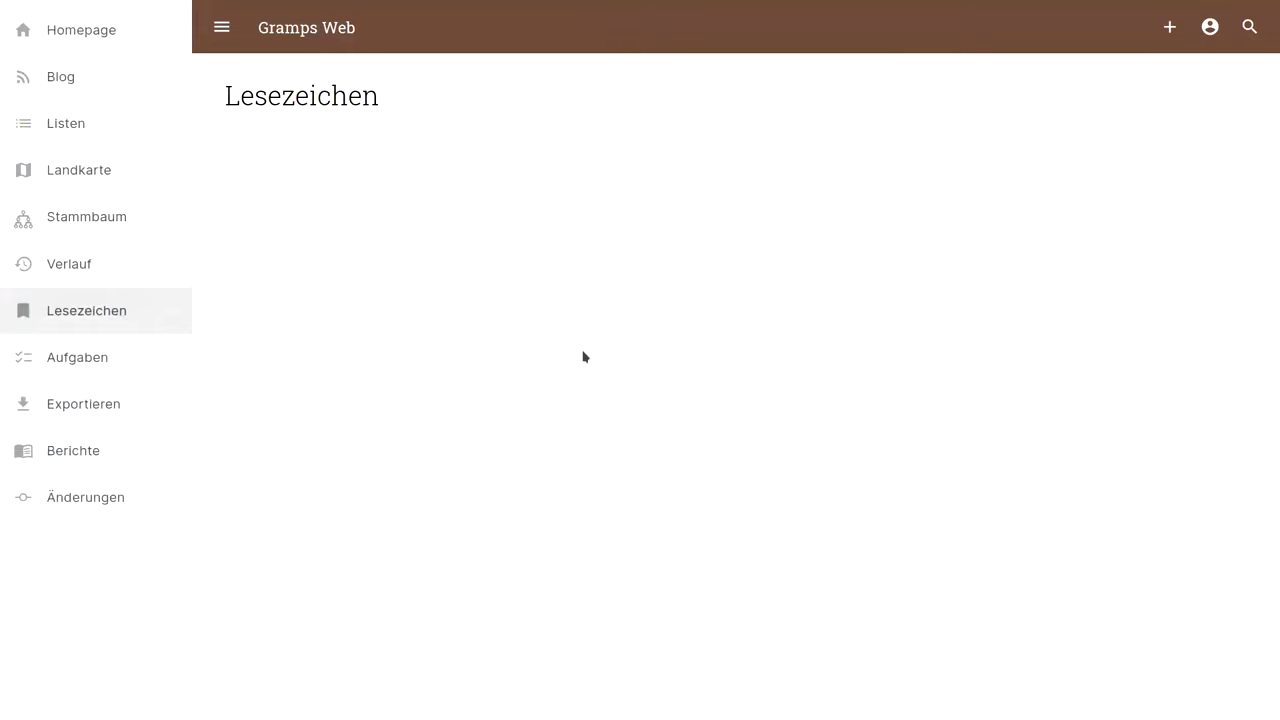 Homepage
Blog
Listen
Landkarte
Stammbaum
Verlauf
Lesezeichen
Aufgaben
Exportieren
Berichte
Änderungen
Gramps Web
Lesezeichen